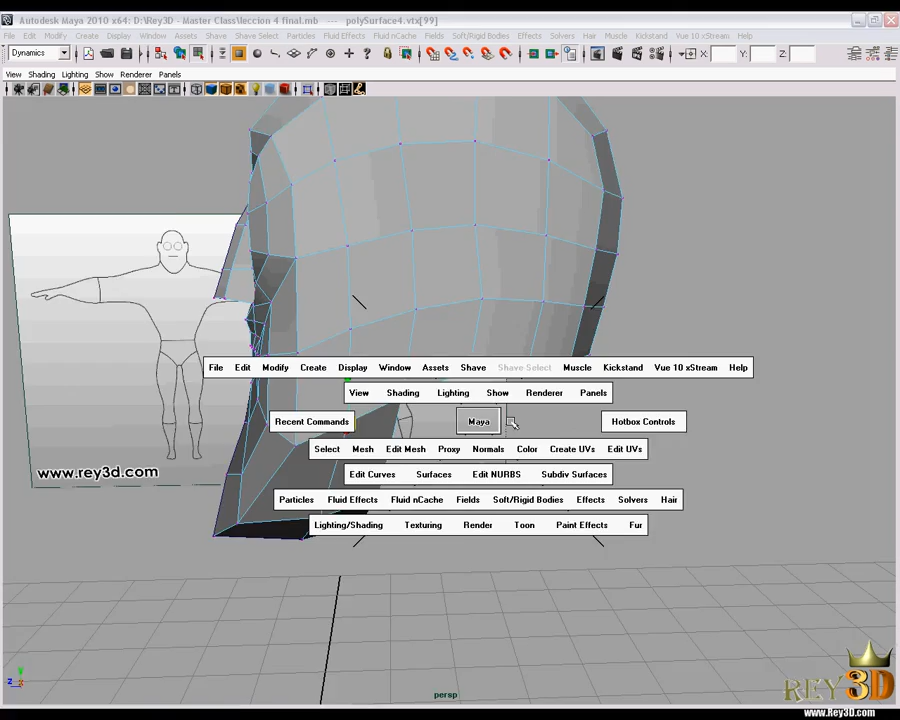 Autodesk Maya 2010 x64: D:\Rey3D - Master Class\leccion 4 final.mb --- polySurface4.vtx[99]
File Edit Modify Create Display Window Assets Shave Shave Select Particles Fluid Effects Fluid nCache Fields Soft/Rigid Bodies Effects Solvers Hair Muscle Kickstand Vue 10 xStream Help
Dynamics X: Y: Z:
View Shading Lighting Show Renderer Panels
File Edit Modify Create Display Window Assets Shave Shave Select Muscle Kickstand Vue 10 xStream Help
View Shading Lighting Show Renderer Panels
Recent Commands Maya Hotbox Controls
Select Mesh Edit Mesh Proxy Normals Color Create UVs Edit UVs
www.rey3d.com
Edit Curves Surfaces Edit NURBS Subdiv Surfaces
Particles Fluid Effects Fluid nCache Fields Soft/Rigid Bodies Effects Solvers Hair
Lighting/Shading Texturing Render Toon Paint Effects Fur
y
z x
persp
REY3D
www.Rey3D.com